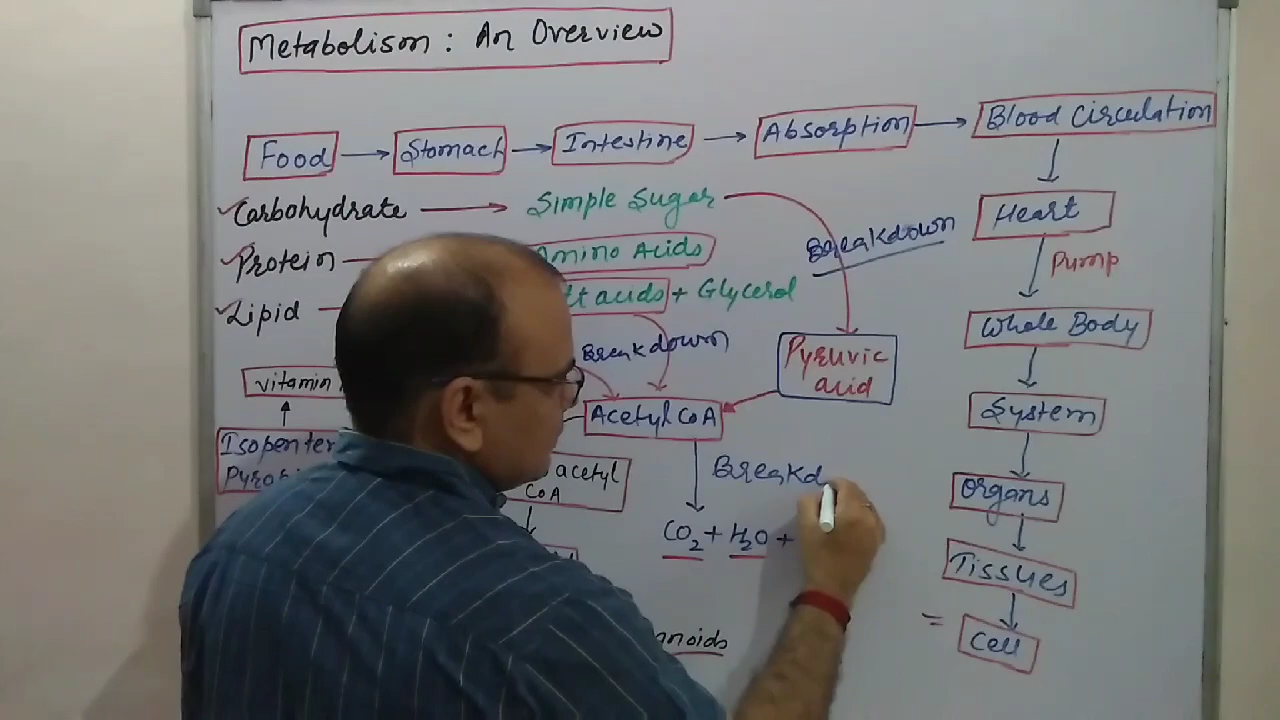 Metabolism: An Overview
Food Stomach Intestine Absorption Blood Circulation
Carbohydrate Simple Sugar
Protein Amino Acids
Lipid acids + Glycerol
Breakdown
Breakdown
Heart
Pump
Whole Body
System
Organs
Tissues
= Cell
Pyruvic
acid
vitamin
Acetyl CoA
acetyl
CoA
Breakd
CO2 + H2O +